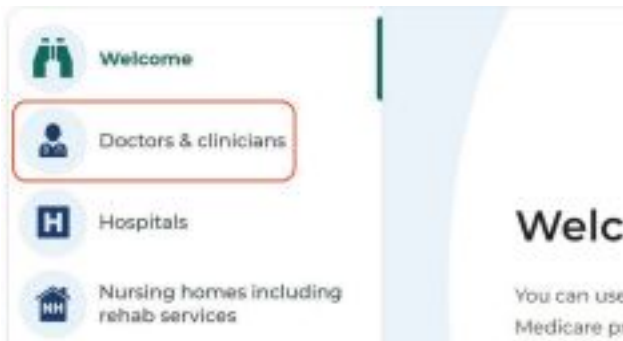 Welcome
Doctors & clinicians
H
Hospitals
NH
Nursing homes including
rehab services
Welc
You can use
Medicare